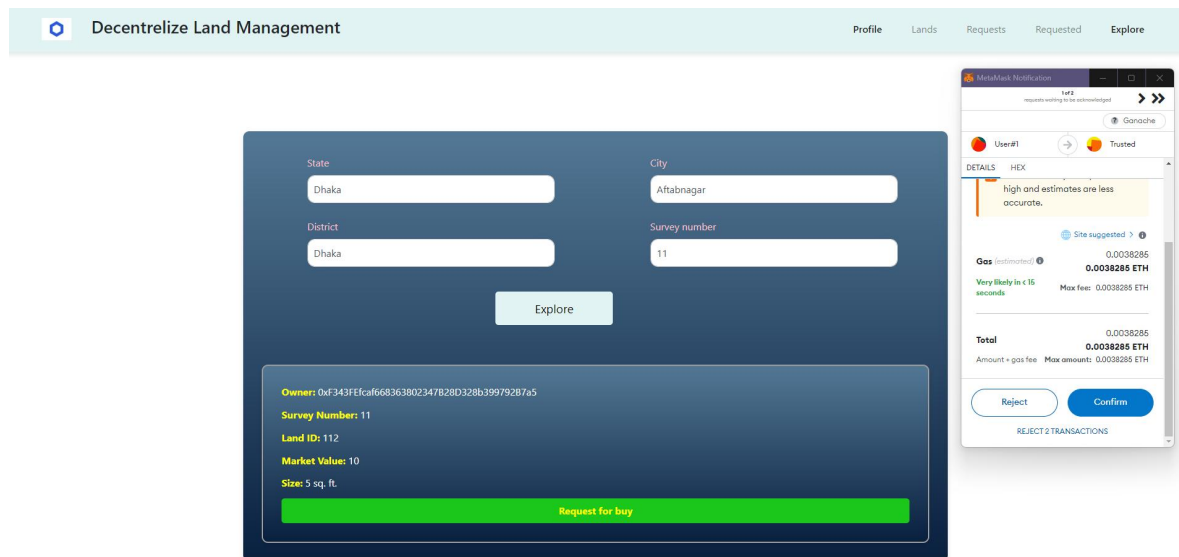 Decentrelize Land Management
Profile Lands Requests Requested Explore
State
Dhaka
City
Aftabnagar
District
Dhaka
Survey number
11
Explore
Owner: 0xF343FEfcaf668363802347B28D328b39979287a5
Survey Number: 11
Land ID: 112
Market Value: 10
Size: 5 sq. ft.
Request for buy
MetaMask Notification
1 of 2
requests waiting to be acknowledged
Ganache
User#1 Trusted
DETAILS HEX
high and estimates are less
accurate.
Site suggested >
Gas (estimated) 0.0038285
0.0038285 ETH
Very likely in < 15
seconds
Max fee: 0.0038285 ETH
Total 0.0038285
0.0038285 ETH
Amount + gas fee Max amount: 0.0038285 ETH
Reject Confirm
REJECT 2 TRANSACTIONS